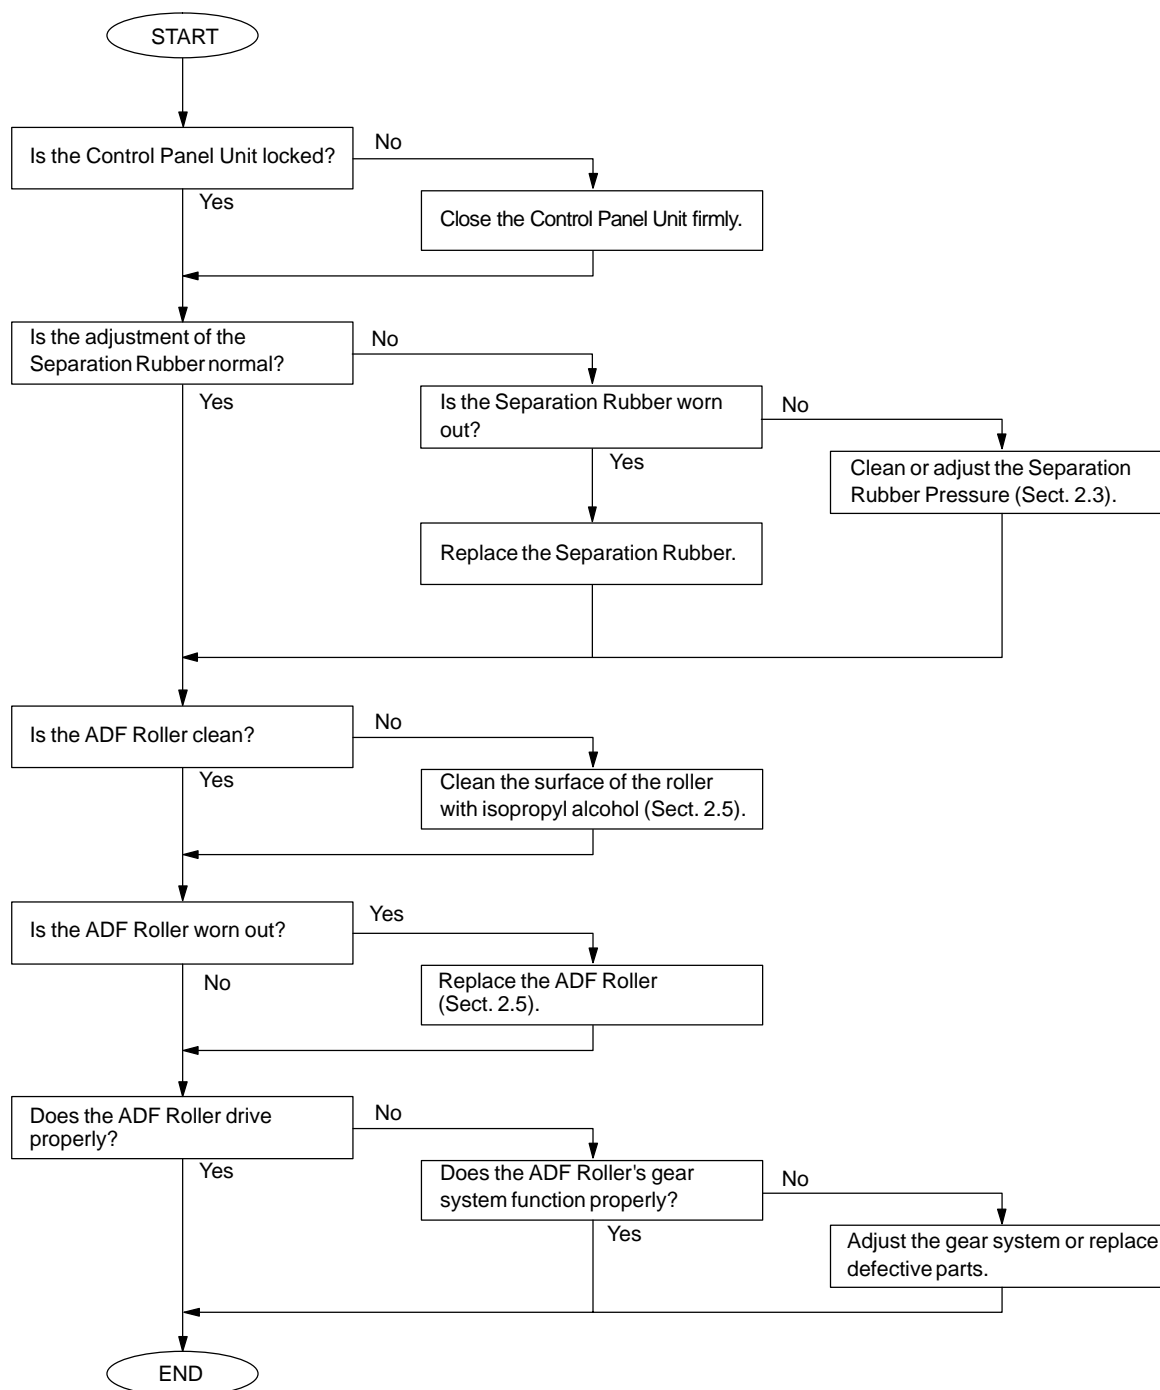 START
Is the Control Panel Unit locked?
No
Yes
Close the Control Panel Unit firmly.
Is the adjustment of the
Separation Rubber normal?
No
Yes
Is the Separation Rubber worn
out?
No
Yes
Clean or adjust the Separation
Rubber Pressure (Sect. 2.3).
Replace the Separation Rubber.
Is the ADF Roller clean?
No
Yes
Clean the surface of the roller
with isopropyl alcohol (Sect. 2.5).
Is the ADF Roller worn out?
Yes
No
Replace the ADF Roller
(Sect. 2.5).
Does the ADF Roller drive
properly?
No
Yes
Does the ADF Roller's gear
system function properly?
No
Yes
Adjust the gear system or replace
defective parts.
END